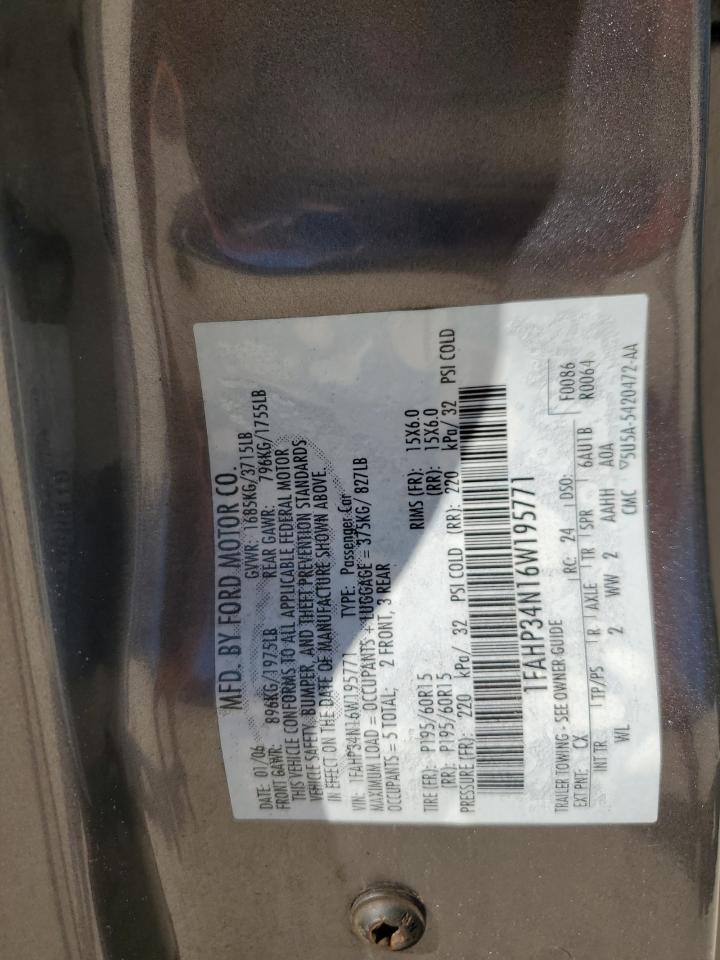 MFD. BY FORD MOTOR CO.
DATE: 01/06 GVWR: 1685KG/3715LB
FRONT GAWR: 896KG/1975LB REAR GAWR: 796KG/1755LB
THIS VEHICLE CONFORMS TO ALL APPLICABLE FEDERAL MOTOR
VEHICLE SAFETY, BUMPER, AND THEFT PREVENTION STANDARDS
IN EFFECT ON THE DATE OF MANUFACTURE SHOWN ABOVE.
VIN: 1FAHP34N16W195771 TYPE: Passenger Car
MAXIMUM LOAD = OCCUPANTS + LUGGAGE = 375KG/ 827LB
OCCUPANTS = 5 TOTAL; 2 FRONT, 3 REAR
TIRE (FR): P195/60R15 RIMS (FR): 15X6.0
(RR): P195/60R15 (RR): 15X6.0
PRESSURE (FR): 220 kPa/ 32 PSI COLD (RR): 220 kPa/ 32 PSI COLD
1FAHP34N16W195771
TRAILER TOWING - SEE OWNER GUIDE F0086
EXT PNT: CX RC: 24 DSO: R0064
INT TR TP/PS R AXLE TR SPR 6AU1B
WL 2 WW 2 AAHH A0A
CMC ▽5U5A-5420472-AA